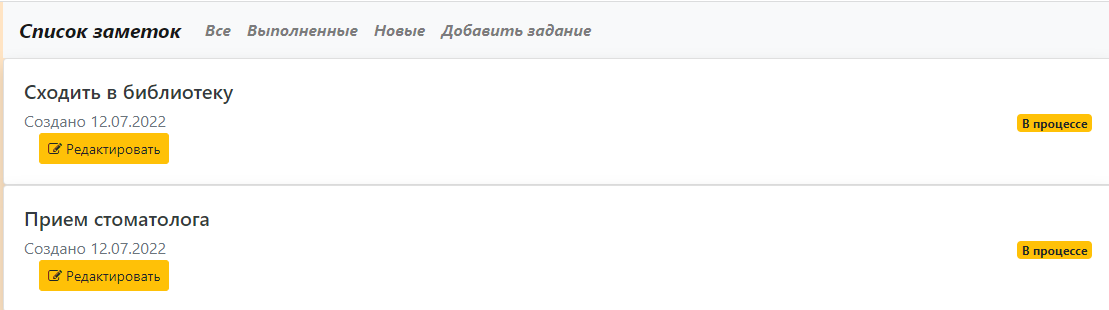 Список заметок Все Выполненные Новые Добавить задание
Сходить в библиотеку
Создано 12.07.2022
В процессе
Редактировать
Прием стоматолога
Создано 12.07.2022
В процессе
Редактировать